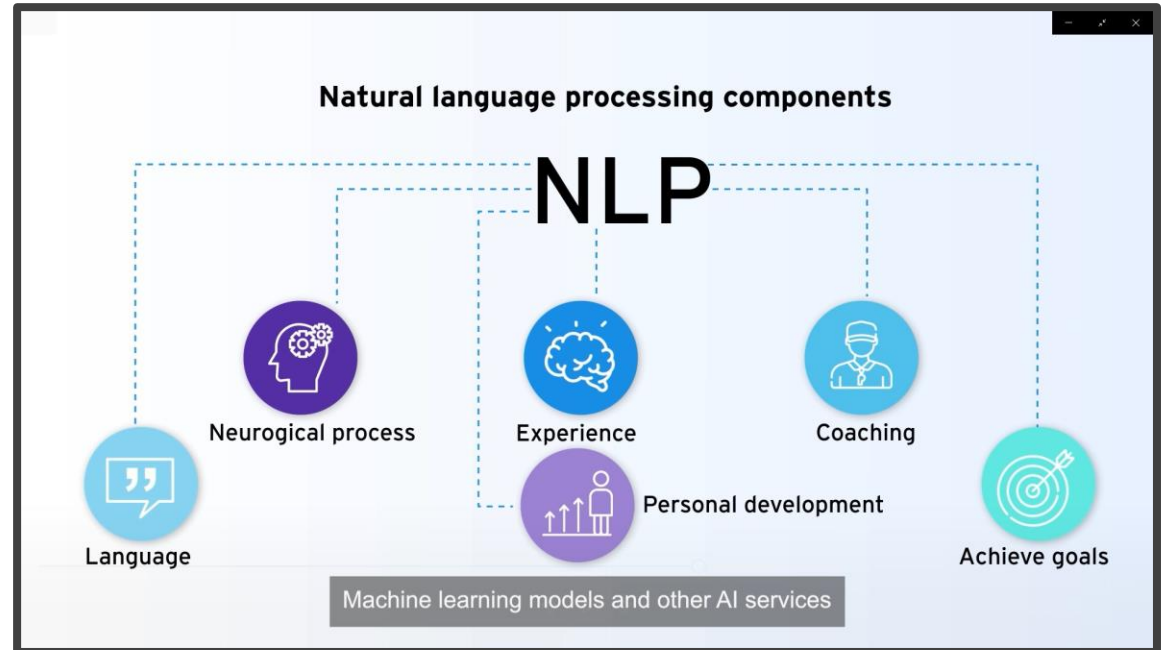 Natural language processing components
NLP
Neurogical process
Experience
Coaching
Language
Personal development
Achieve goals
Machine learning models and other AI services